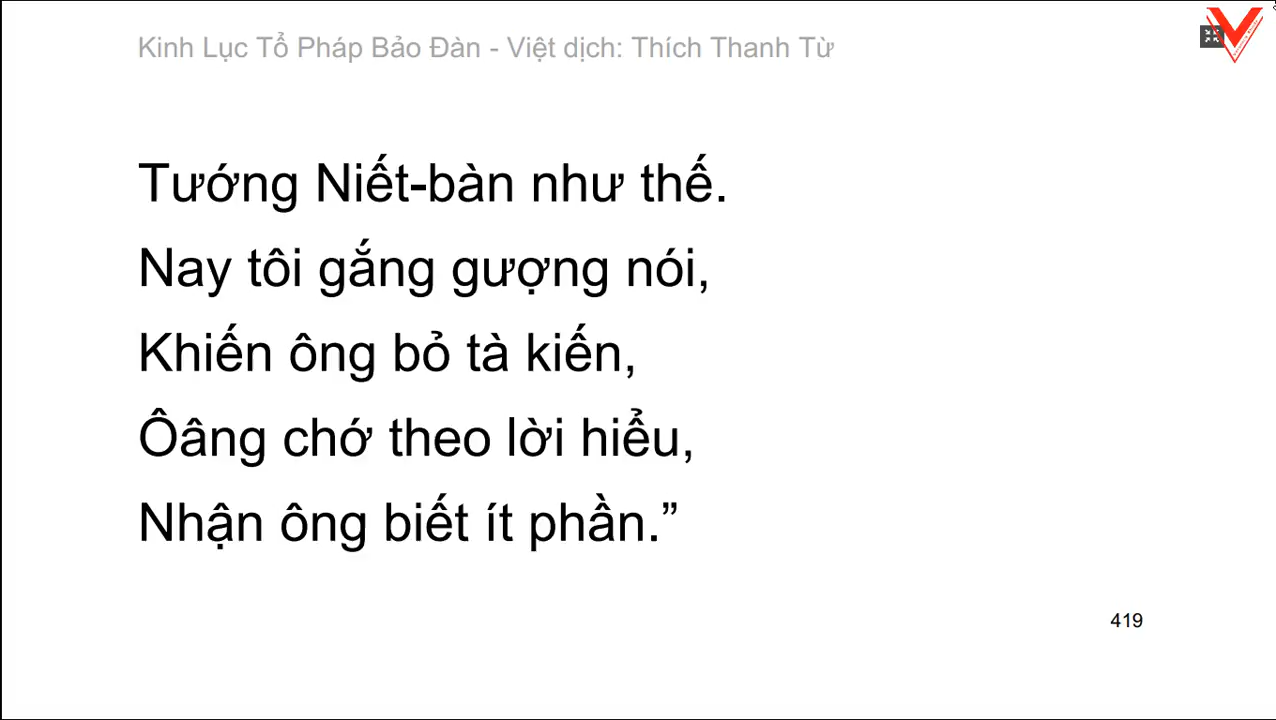 Kinh Lục Tổ Pháp Bảo Đàn - Việt dịch: Thích Thanh Từ
Tướng Niết-bàn như thế.
Nay tôi gắng gượng nói,
Khiến ông bỏ tà kiến,
Ôâng chớ theo lời hiểu,
Nhận ông biết ít phần.”
419